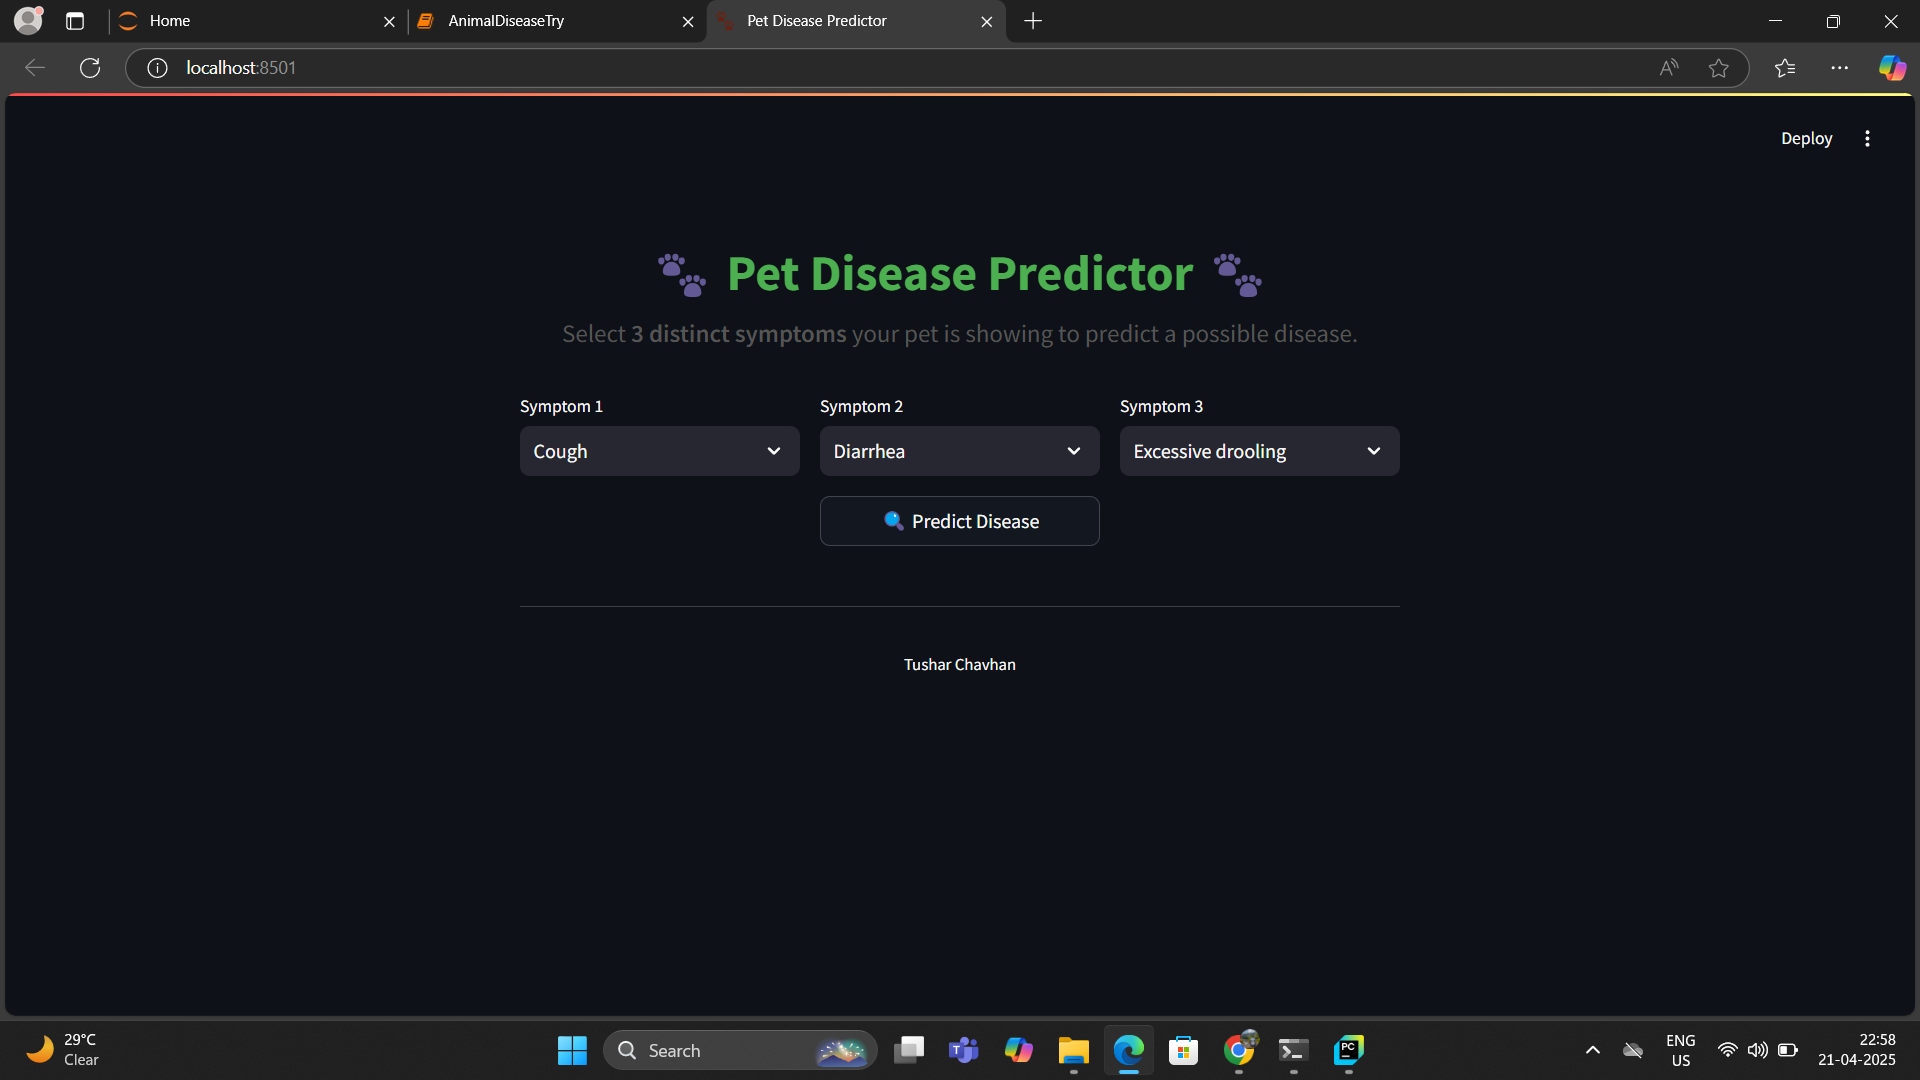 Home
AnimalDiseaseTry
Pet Disease Predictor
localhost:8501
Deploy
Pet Disease Predictor
Select 3 distinct symptoms your pet is showing to predict a possible disease.
Symptom 1
Symptom 2
Symptom 3
Cough
Diarrhea
Excessive drooling
Predict Disease
Tushar Chavhan
29°C
Clear
Search
PC
ENG
US
22:58
21-04-2025